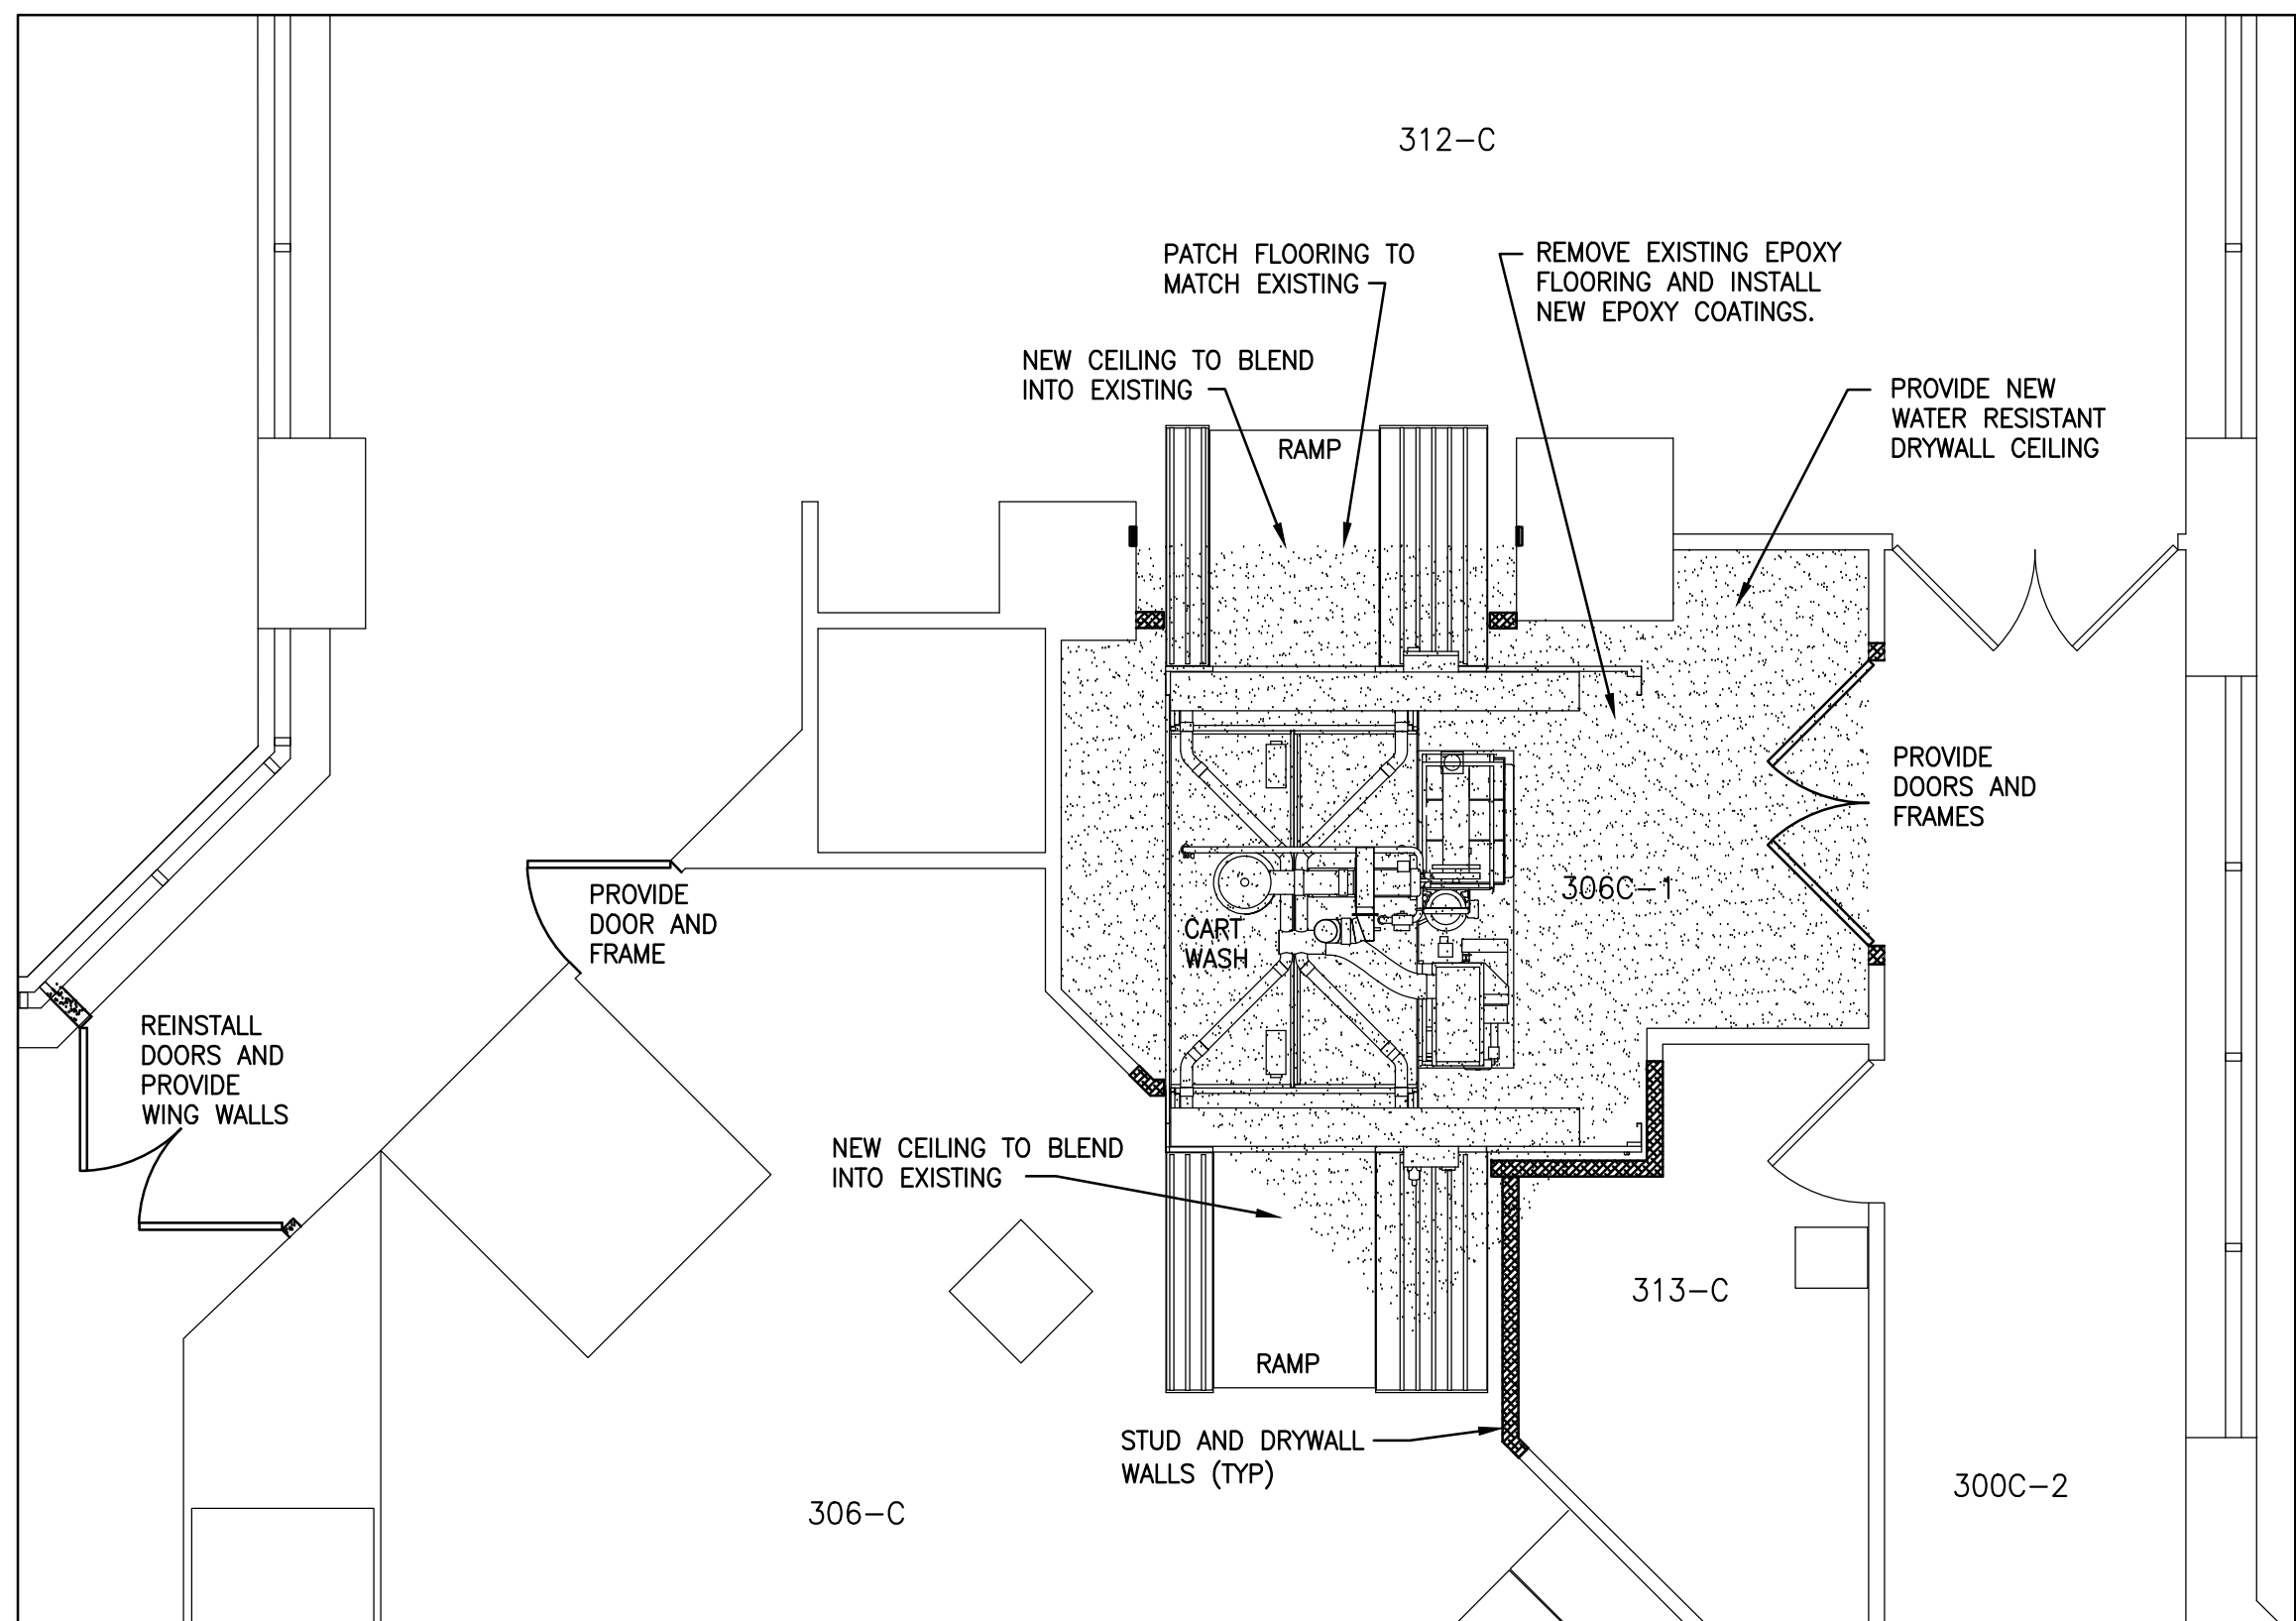 312-C
PATCH FLOORING TO
MATCH EXISTING
REMOVE EXISTING EPOXY
FLOORING AND INSTALL
NEW EPOXY COATINGS.
NEW CEILING TO BLEND
INTO EXISTING
PROVIDE NEW
WATER RESISTANT
DRYWALL CEILING
RAMP
PROVIDE
DOORS AND
FRAMES
PROVIDE
DOOR AND
FRAME
306C-1
CART
WASH
REINSTALL
DOORS AND
PROVIDE
WING WALLS
NEW CEILING TO BLEND
INTO EXISTING
313-C
RAMP
STUD AND DRYWALL
WALLS (TYP)
306-C
300C-2